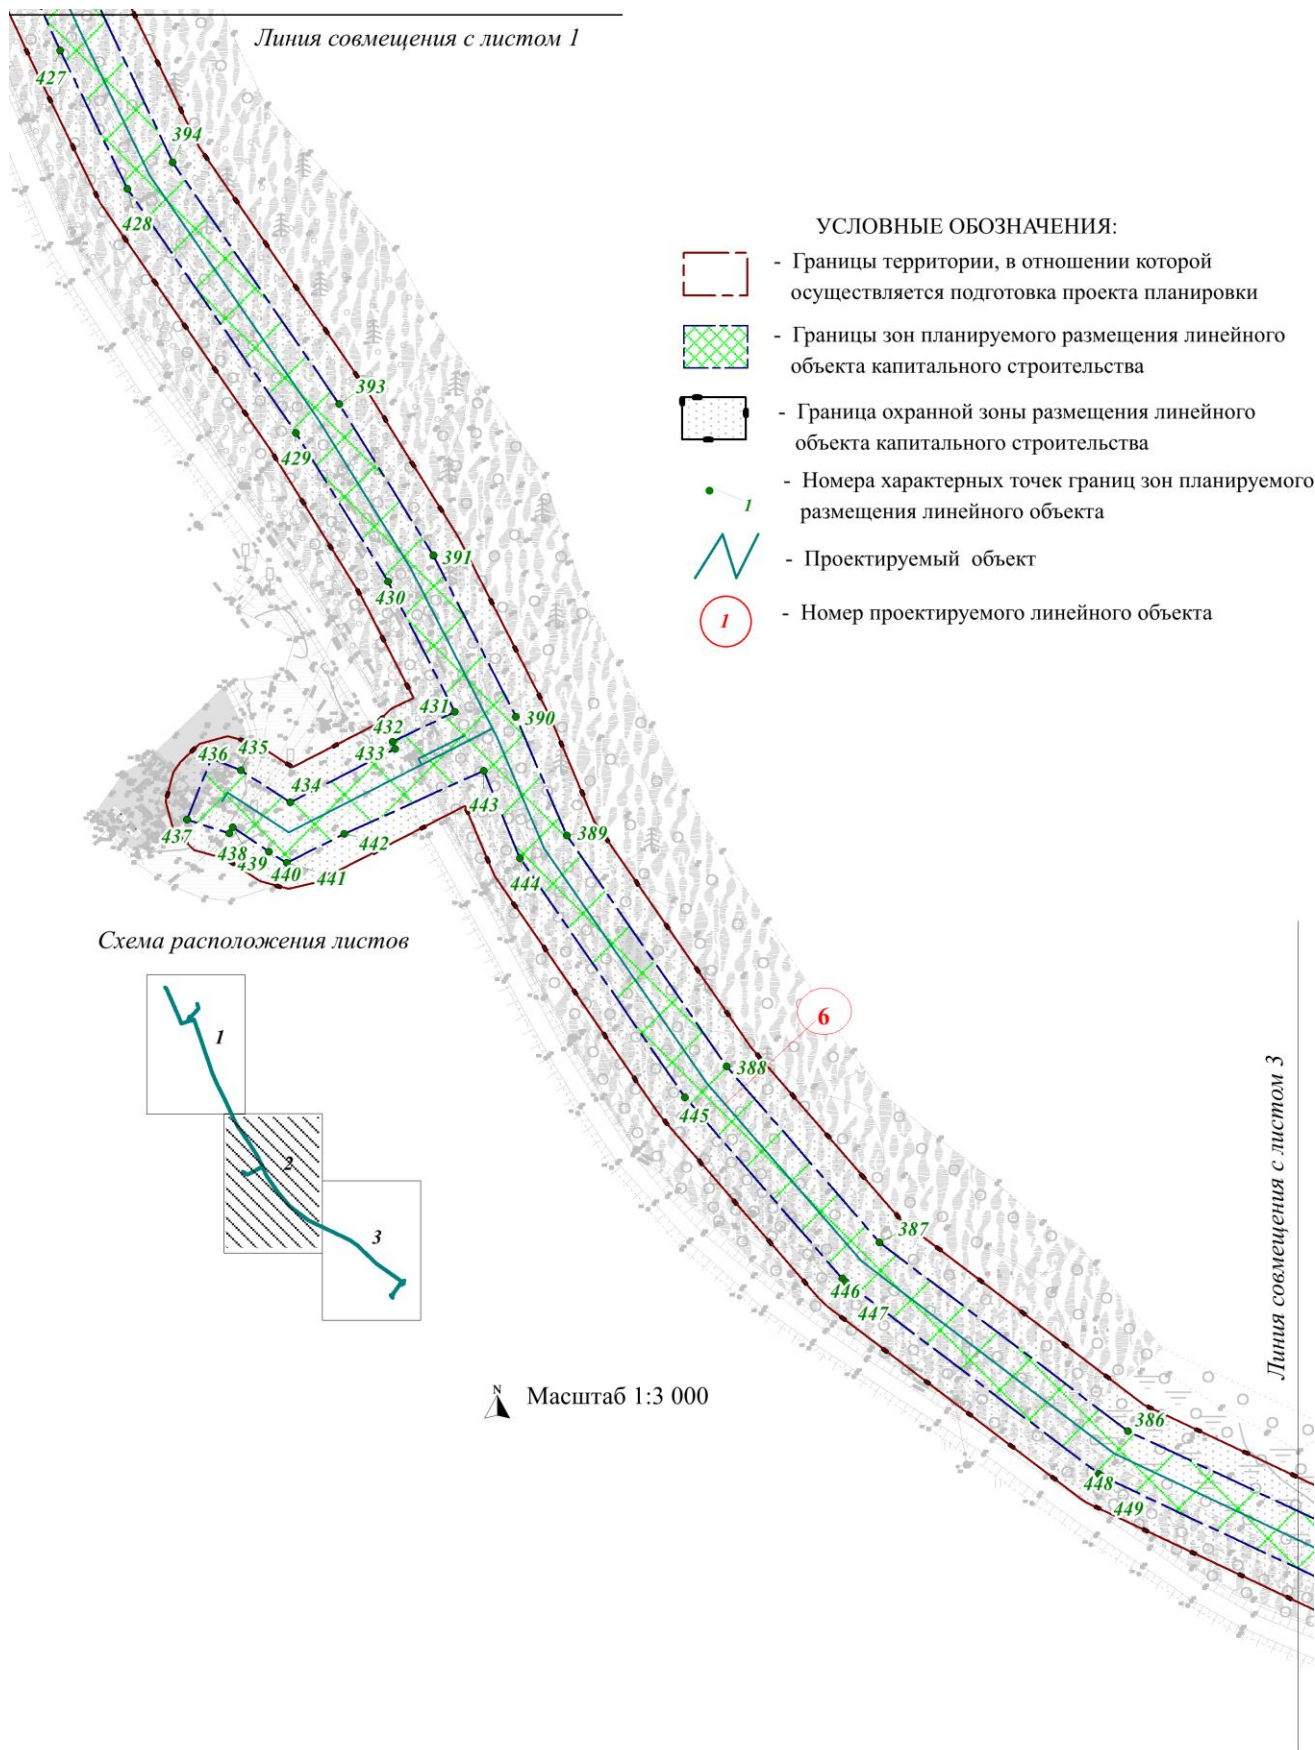 Линия совмещения с листом 1
427
394
428
УСЛОВНЫЕ ОБОЗНАЧЕНИЯ:
- Границы территории, в отношении которой
осуществляется подготовка проекта планировки
- Границы зон планируемого размещения линейного
объекта капитального строительства
- Граница охранной зоны размещения линейного
объекта капитального строительства
- Номера характерных точек границ зон планируемого
размещения линейного объекта
1
- Проектируемый объект
- Номер проектируемого линейного объекта
1
393
429
391
430
431
390
432
433
435
436
434
443
389
437
442
438
439
440
441
444
Схема расположения листов
1
2
3
6
388
445
387
446
447
Линия совмещения с листом 3
N
Масштаб 1:3 000
386
448
449